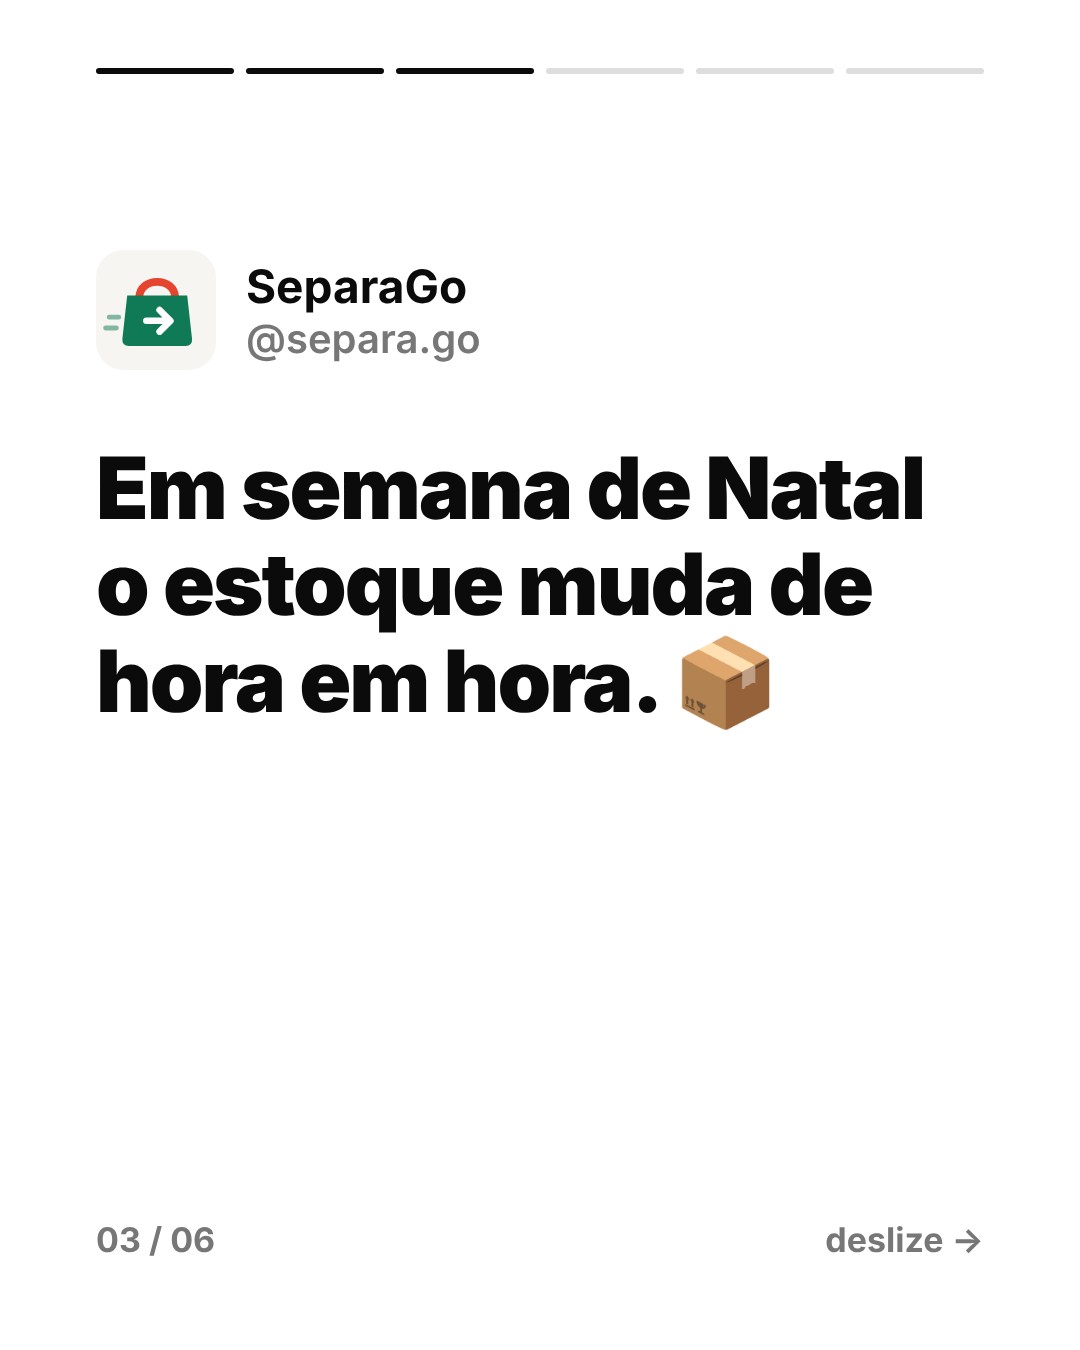 SeparaGo
@separa.go
Em semana de Natal
o estoque muda de
hora em hora. 📦
03 / 06
deslize →